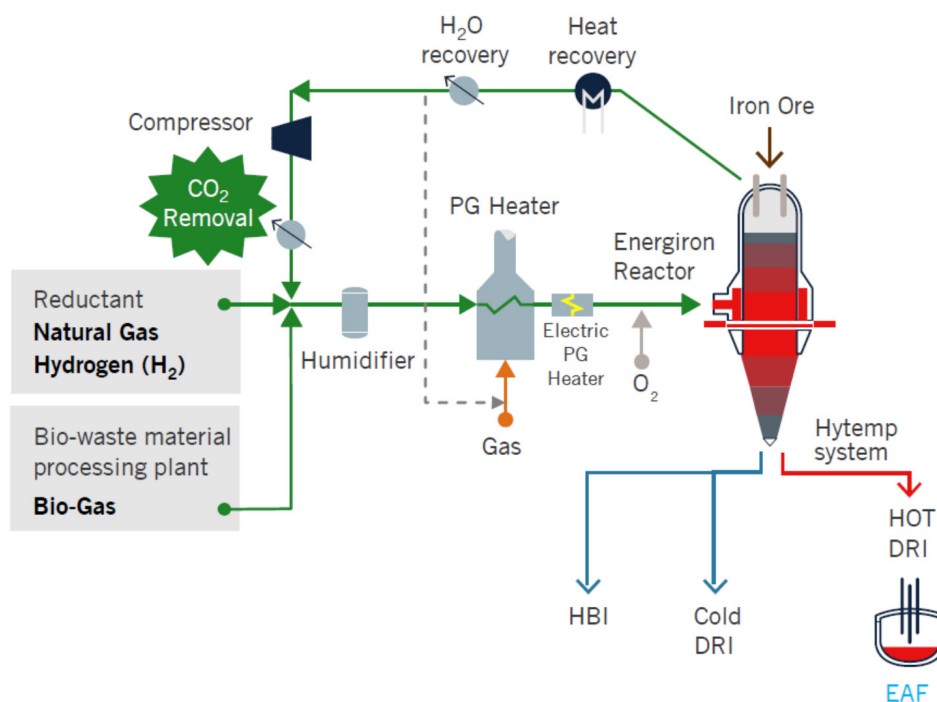 H₂O
recovery
Heat
recovery
Iron Ore
Compressor
CO₂
Removal
PG Heater
Energiron
Reactor
Reductant
Natural Gas
Hydrogen (H₂)
Humidifier
Electric
PG
Heater
O₂
Bio-waste material
processing plant
Bio-Gas
Gas
Hytemp
system
HOT
DRI
HBI
Cold
DRI
EAF